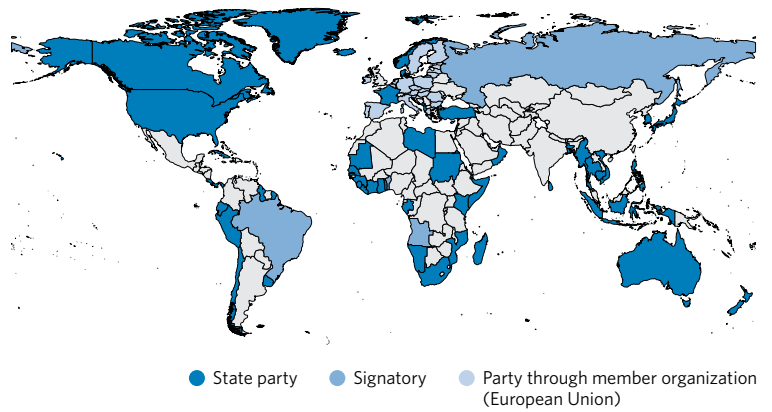 State party
Signatory
Party through member organization
(European Union)